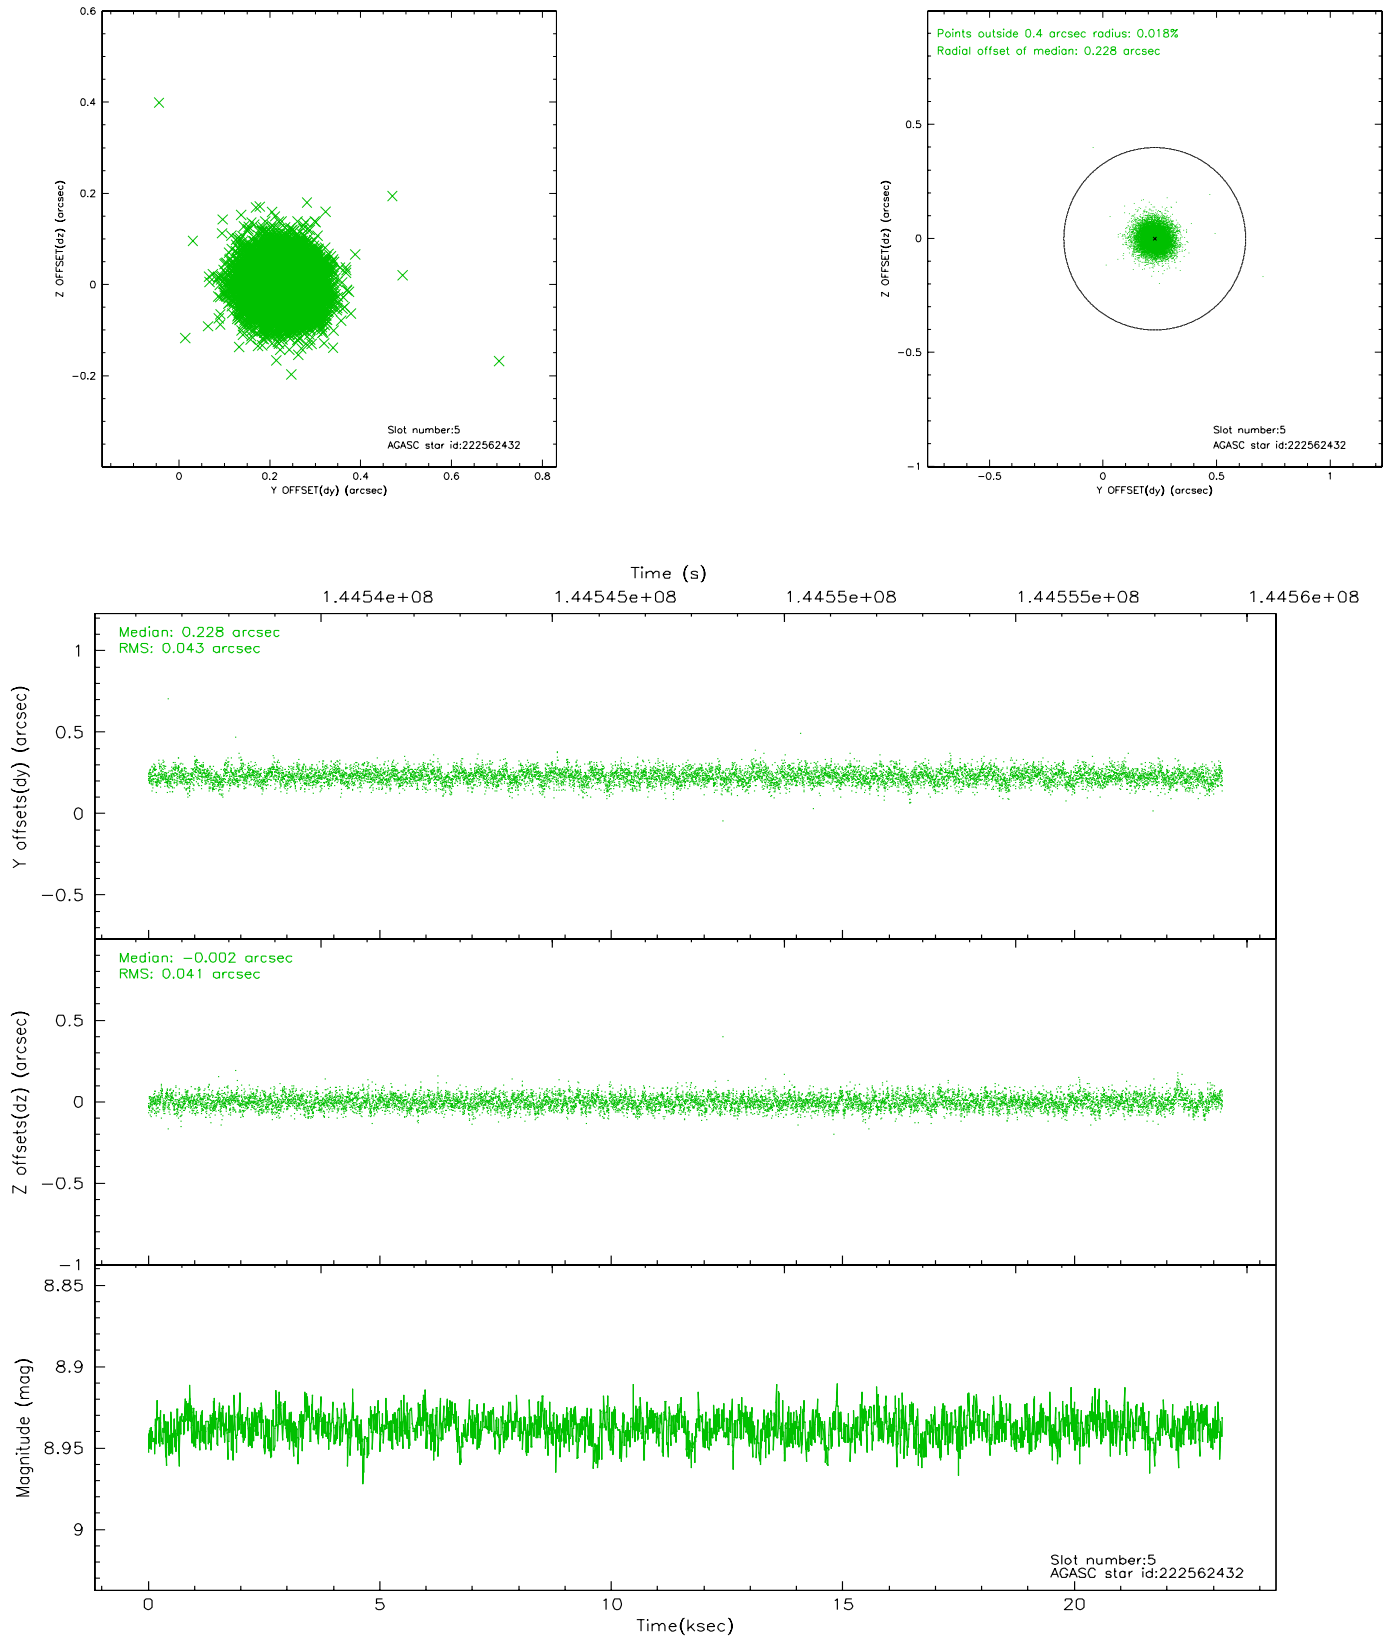 0.6
0.4
0.2
0
−0.2
Z OFFSET(dz) (arcsec)
Slot number:5
AGASC star id:222562432
0 0.2 0.4 0.6 0.8
Y OFFSET(dy) (arcsec)
Points outside 0.4 arcsec radius: 0.018%
Radial offset of median: 0.228 arcsec
0.5
0
−0.5
−1
Z OFFSET(dz) (arcsec)
Slot number:5
AGASC star id:222562432
−0.5 0 0.5 1
Y OFFSET(dy) (arcsec)
Time (s)
1.4454e+08 1.44545e+08 1.4455e+08 1.44555e+08 1.4456e+08
Median: 0.228 arcsec
RMS: 0.043 arcsec
1
0.5
0
−0.5
Y offsets(dy) (arcsec)
Median: −0.002 arcsec
RMS: 0.041 arcsec
0.5
0
−0.5
−1
Z offsets(dz) (arcsec)
8.85
8.9
8.95
9
Magnitude (mag)
Slot number:5
AGASC star id:222562432
0 5 10 15 20
Time(ksec)